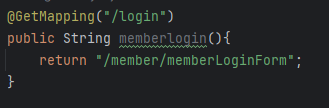 @GetMapping("/login")
public String memberlogin(){
    return "/member/memberLoginForm";
}